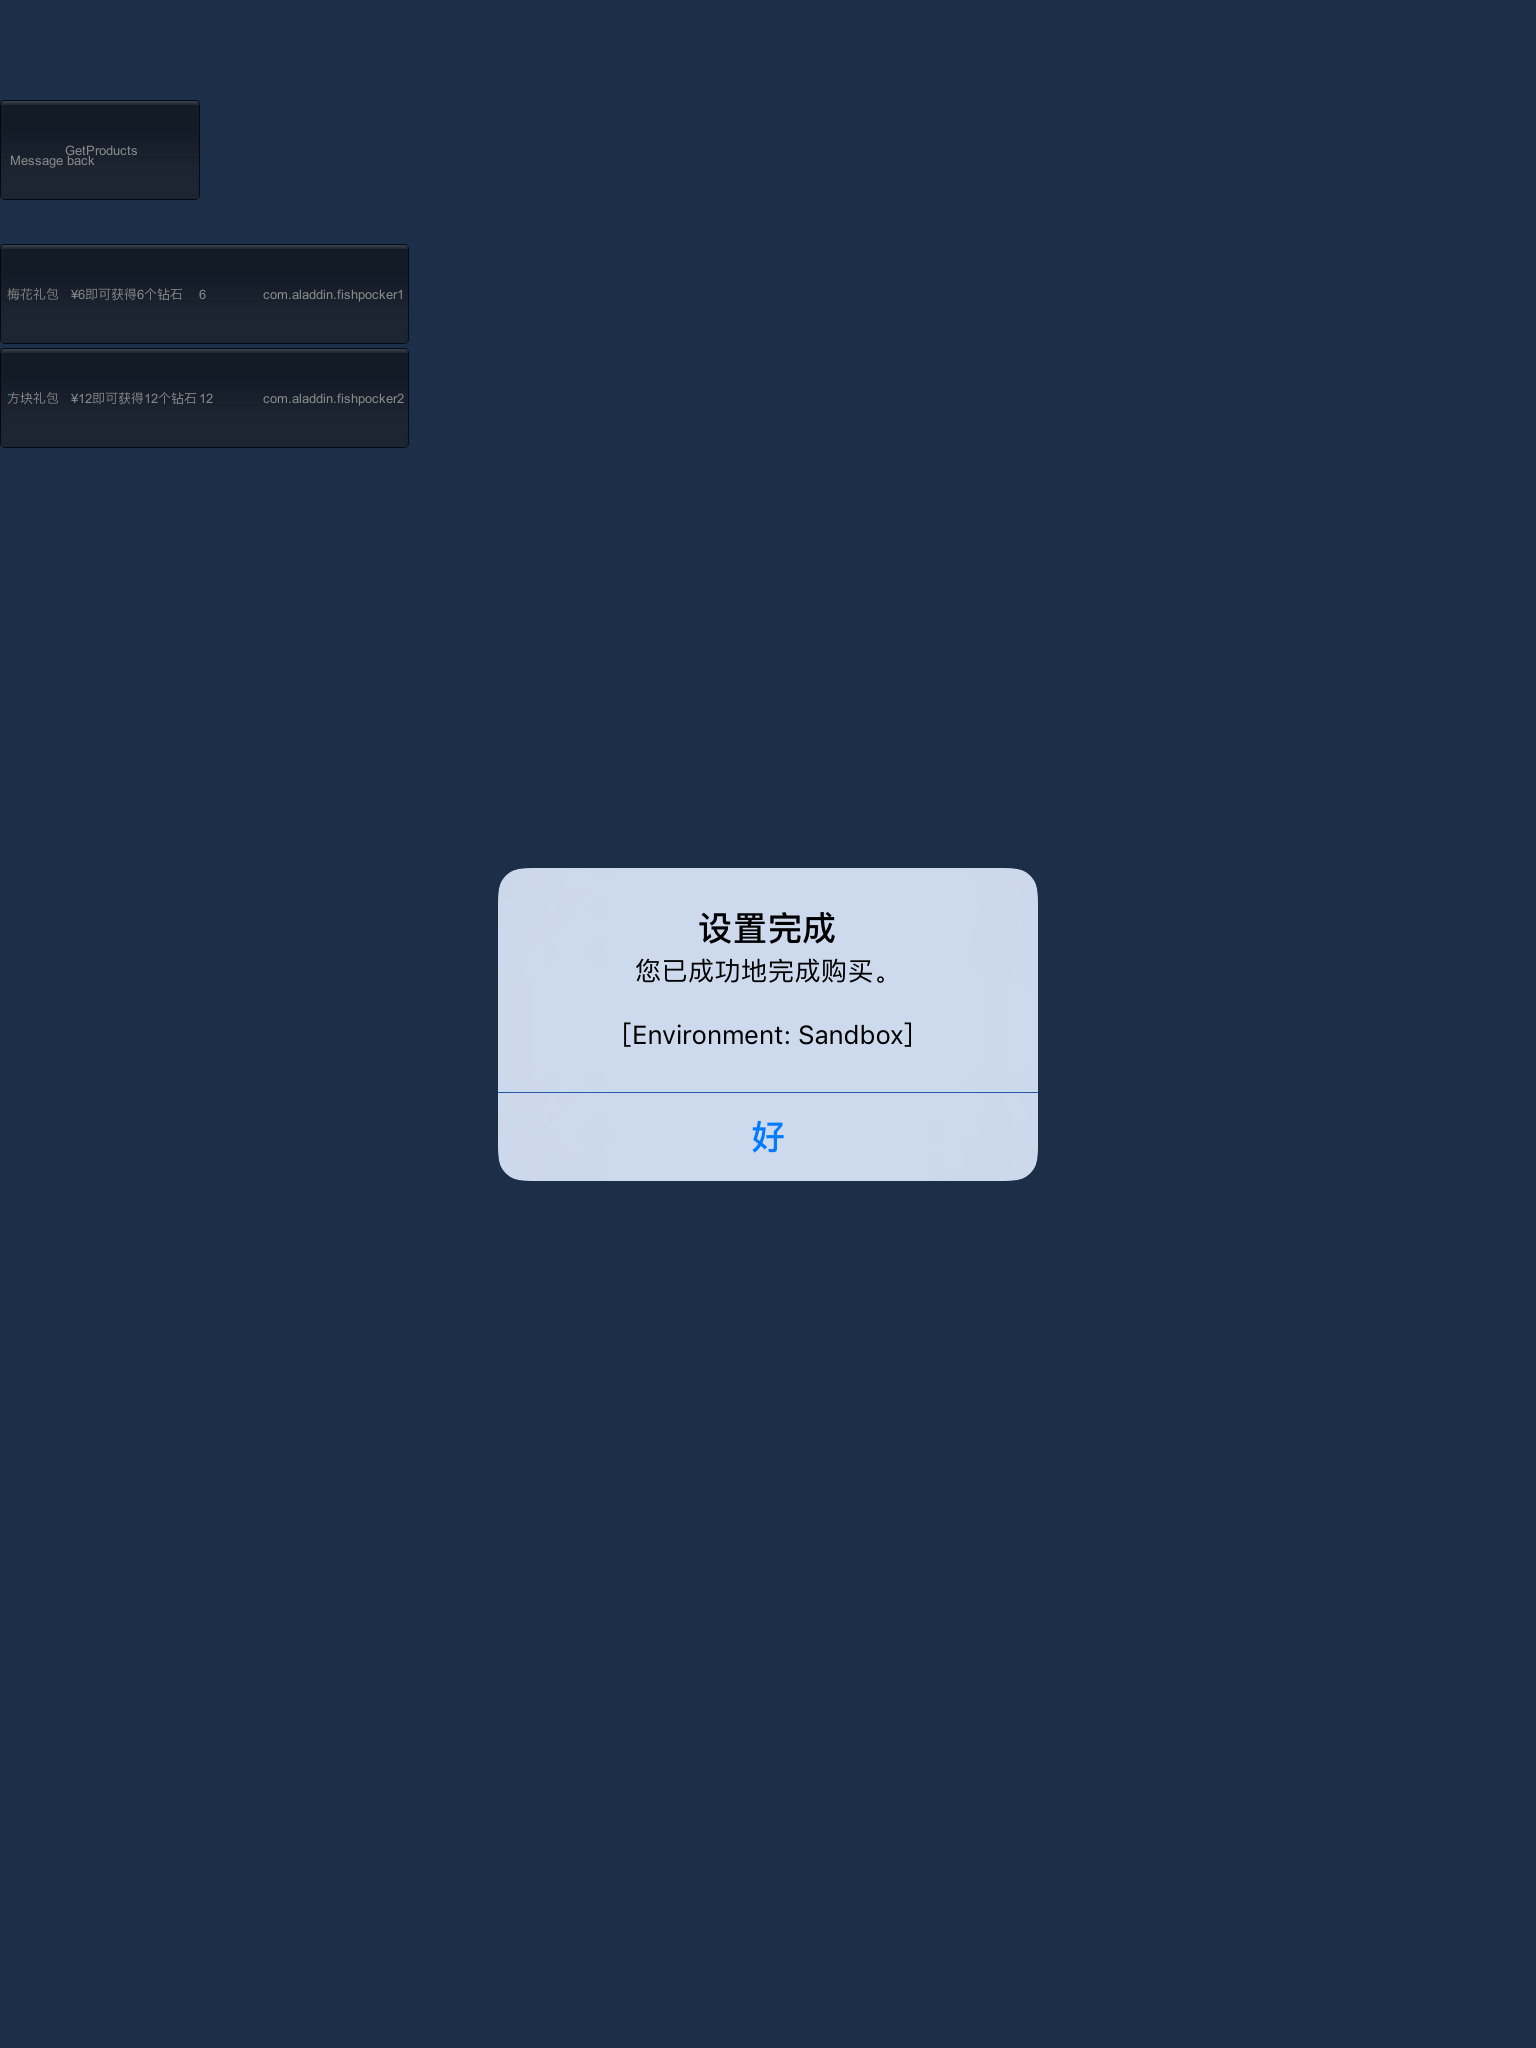 GetProducts
Message back
梅花礼包 ¥6即可获得6个钻石 6 com.aladdin.fishpocker1
方块礼包 ¥12即可获得12个钻石 12 com.aladdin.fishpocker2
设置完成
您已成功地完成购买。
[Environment: Sandbox]
好